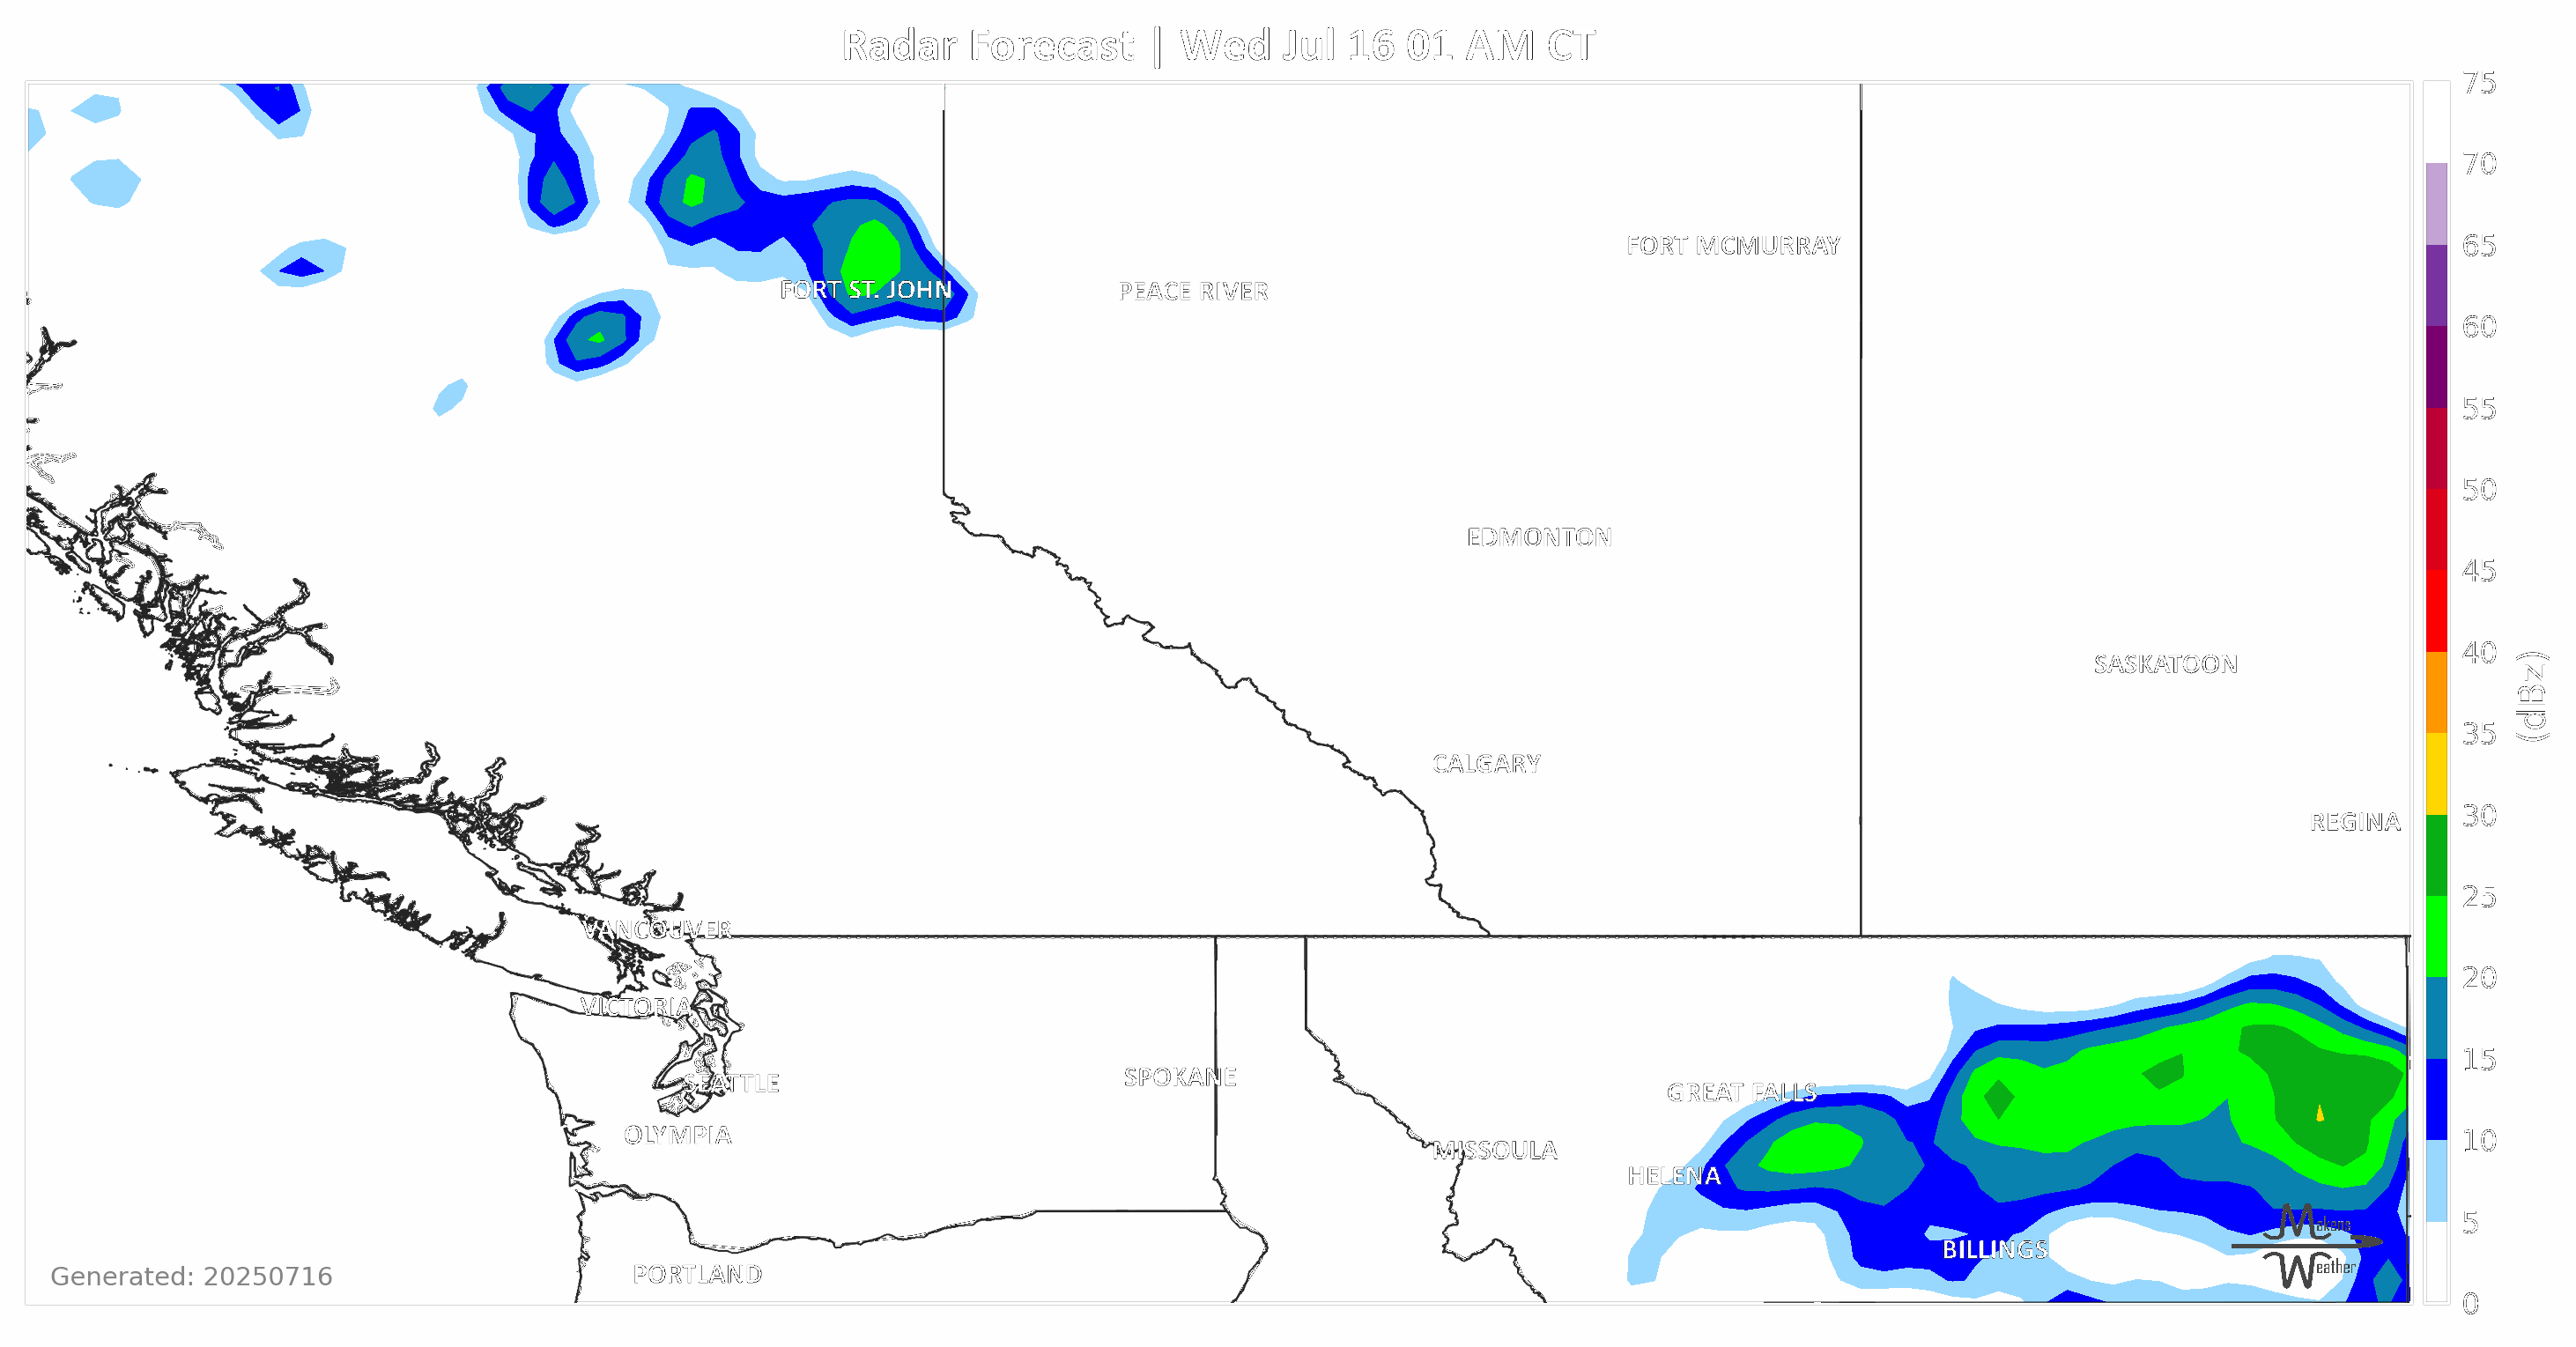 Radar Forecast | Wed Jul 16 01 AM CT
75
70
65
60
55
50
45
40
35
30
25
20
15
10
5
0
(dBz)
FORT MCMURRAY
FORT ST. JOHN
PEACE RIVER
EDMONTON
SASKATOON
CALGARY
REGINA
VANCOUVER
VICTORIA
SEATTLE
SPOKANE
GREAT FALLS
OLYMPIA
MISSOULA
HELENA
BILLINGS
PORTLAND
Makens
Weather
Generated: 20250716